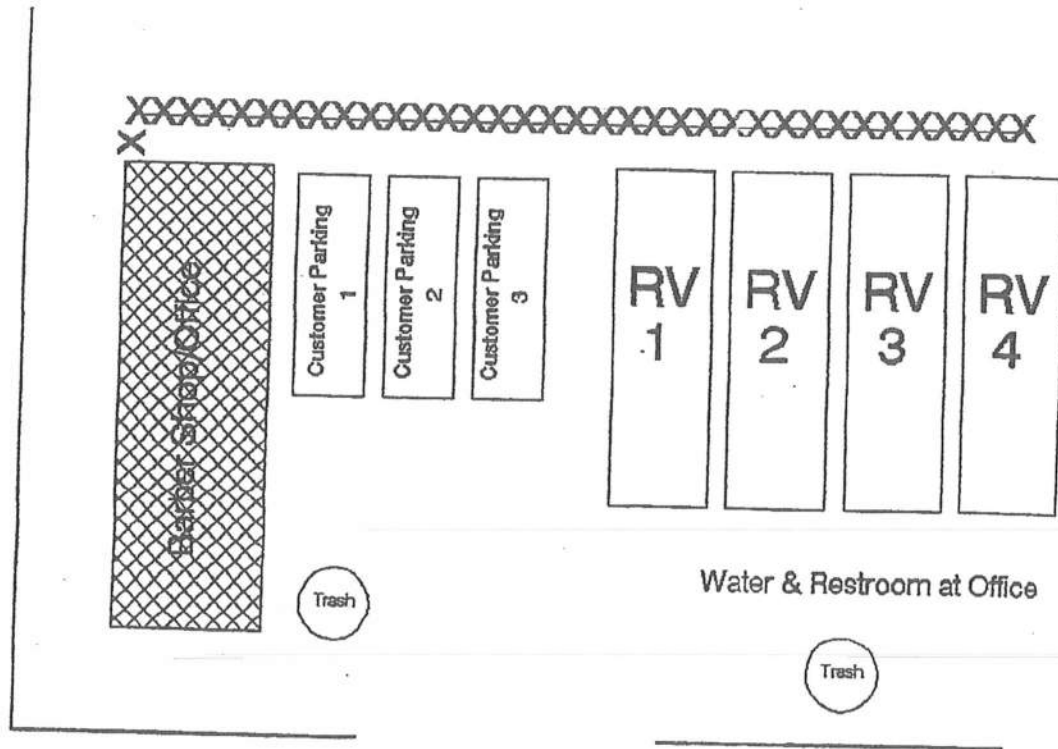 Barber Shop/Office
Customer Parking
1
Customer Parking
2
Customer Parking
3
RV
1
RV
2
RV
3
RV
4
Trash
Water & Restroom at Office
Trash